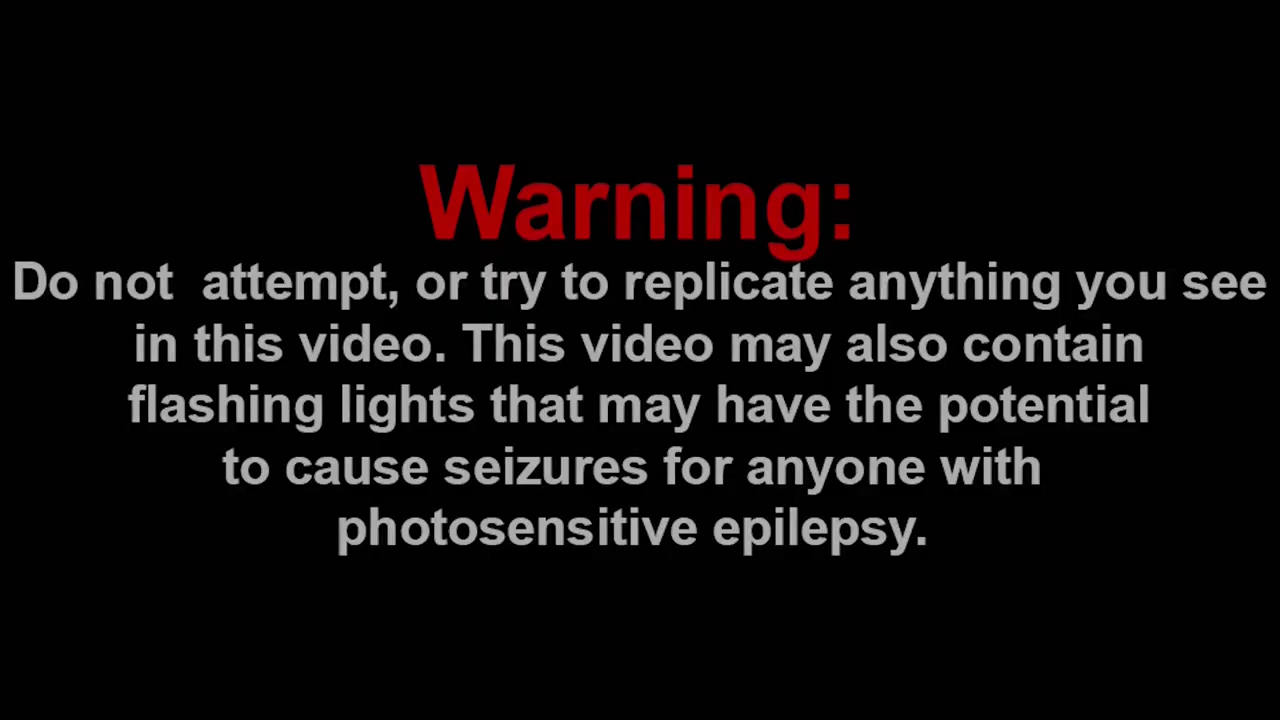 Warning:
Do not  attempt, or try to replicate anything you see
in this video. This video may also contain
flashing lights that may have the potential
to cause seizures for anyone with
photosensitive epilepsy.